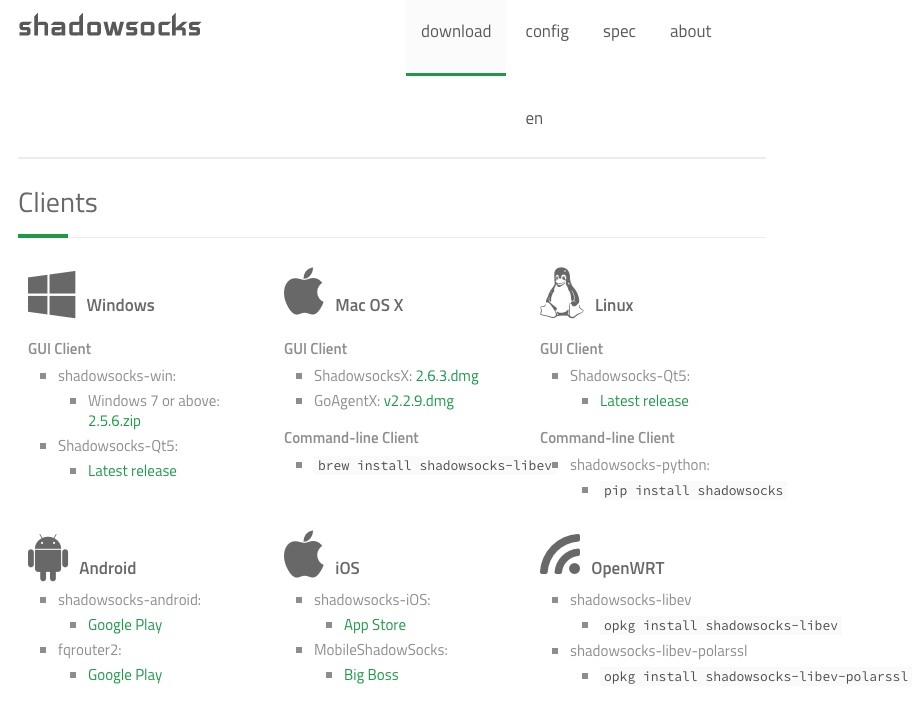 shadowsocks
download
config
spec
about
en
Clients
Windows
GUI Client
shadowsocks-win:
Windows 7 or above:
2.5.6.zip
Shadowsocks-Qt5:
Latest release
Mac OS X
GUI Client
ShadowsocksX: 2.6.3.dmg
GoAgentX: v2.2.9.dmg
Command-line Client
brew install shadowsocks-libev
Linux
GUI Client
Shadowsocks-Qt5:
Latest release
Command-line Client
shadowsocks-python:
pip install shadowsocks
Android
shadowsocks-android:
Google Play
fqrouter2:
Google Play
iOS
shadowsocks-iOS:
App Store
MobileShadowSocks:
Big Boss
OpenWRT
shadowsocks-libev
opkg install shadowsocks-libev
shadowsocks-libev-polarssl
opkg install shadowsocks-libev-polarssl